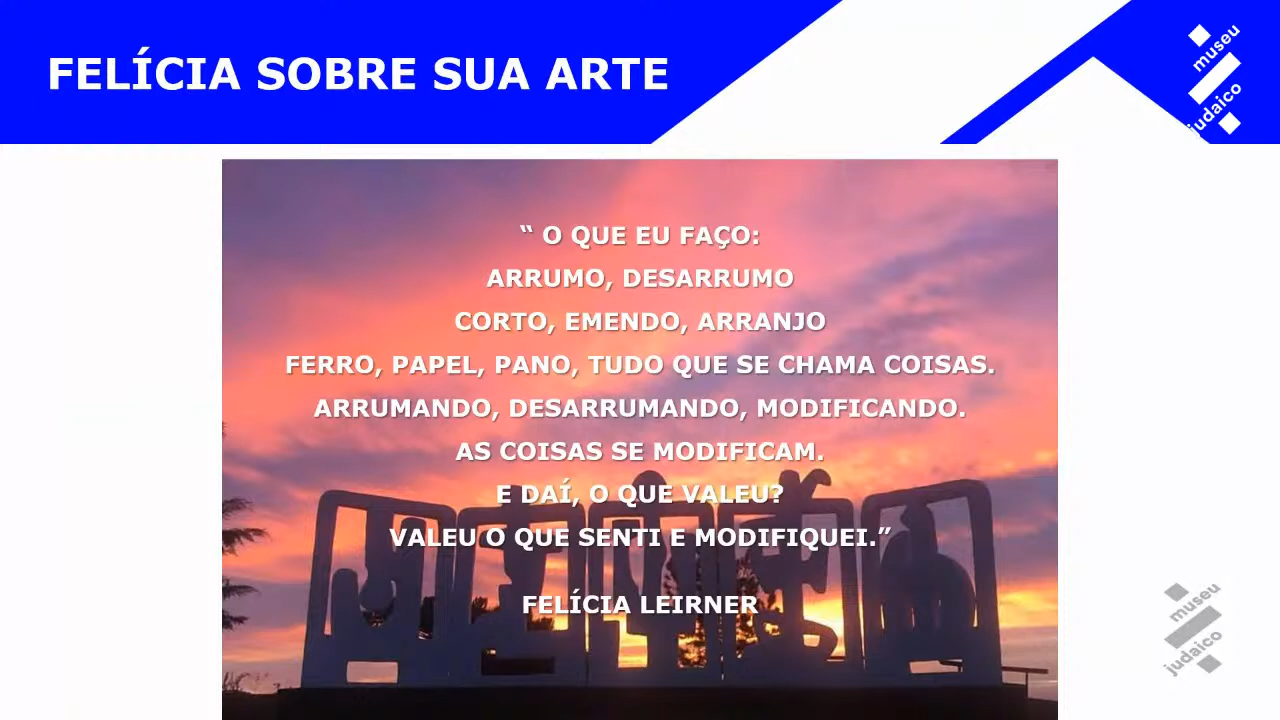 FELÍCIA SOBRE SUA ARTE
museu
judaico
“ O QUE EU FAÇO:
ARRUMO, DESARRUMO
CORTO, EMENDO, ARRANJO
FERRO, PAPEL, PANO, TUDO QUE SE CHAMA COISAS.
ARRUMANDO, DESARRUMANDO, MODIFICANDO.
AS COISAS SE MODIFICAM.
E DAÍ, O QUE VALEU?
VALEU O QUE SENTI E MODIFIQUEI.”
FELÍCIA LEIRNER
museu
judaico